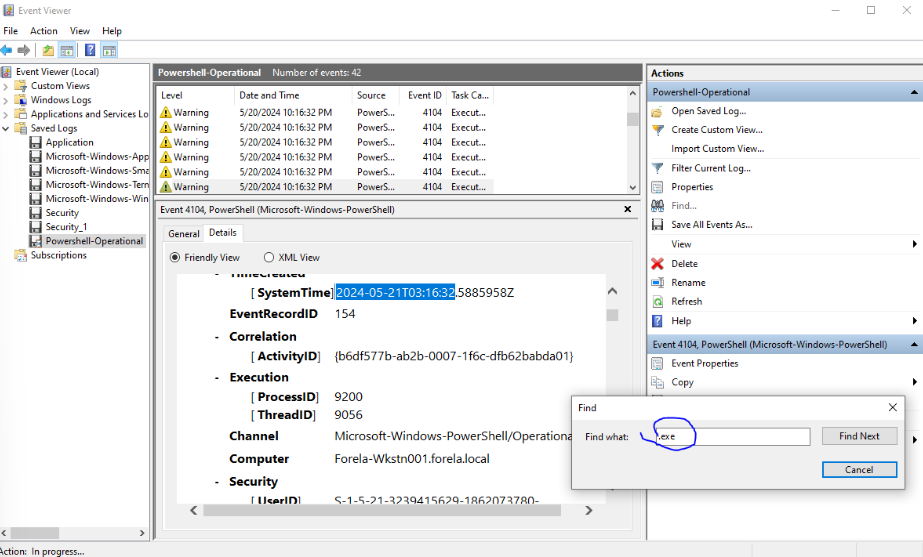 Event Viewer
File Action View Help
Event Viewer (Local)
Custom Views
Windows Logs
Applications and Services Lo
Saved Logs
Application
Microsoft-Windows-App
Microsoft-Windows-Sma
Microsoft-Windows-Tern
Microsoft-Windows-Win
Security
Security_1
Powershell-Operational
Subscriptions
Powershell-Operational Number of events: 42
Level Date and Time Source Event ID Task Ca...
Warning 5/20/2024 10:16:32 PM PowerS... 4104 Execut...
Warning 5/20/2024 10:16:32 PM PowerS... 4104 Execut...
Warning 5/20/2024 10:16:32 PM PowerS... 4104 Execut...
Warning 5/20/2024 10:16:32 PM PowerS... 4104 Execut...
Warning 5/20/2024 10:16:32 PM PowerS... 4104 Execut...
Warning 5/20/2024 10:16:32 PM PowerS... 4104 Execut...
Event 4104, PowerShell (Microsoft-Windows-PowerShell)
General Details
Friendly View XML View
- TimeCreated
[ SystemTime] 2024-05-21T03:16:32.5885958Z
EventRecordID 154
- Correlation
[ ActivityID] {b6df577b-ab2b-0007-1f6c-dfb62babda01}
- Execution
[ ProcessID] 9200
[ ThreadID] 9056
Channel Microsoft-Windows-PowerShell/Operationa
Computer Forela-Wkstn001.forela.local
- Security
[ UserID] S-1-5-21-3239415629-1862073780-
Actions
Powershell-Operational
Open Saved Log...
Create Custom View...
Import Custom View...
Filter Current Log...
Properties
Find...
Save All Events As...
View
Delete
Rename
Refresh
Help
Event 4104, PowerShell (Microsoft-Windows-PowerShell)
Event Properties
Copy
Find
Find what: .exe
Find Next
Cancel
Action: In progress...